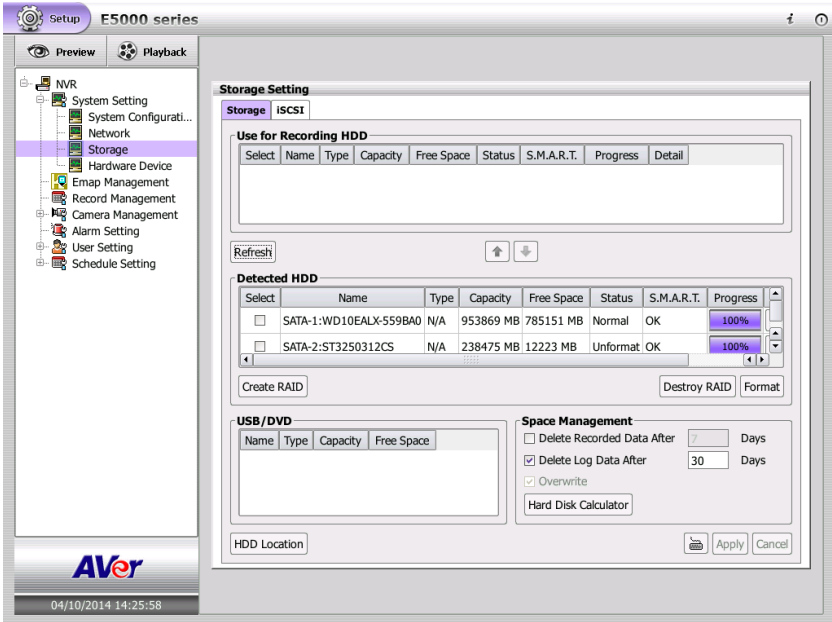 Setup E5000 series i
Preview Playback
NVR
System Setting
System Configurati...
Network
Storage
Hardware Device
Emap Management
Record Management
Camera Management
Alarm Setting
User Setting
Schedule Setting
AVer
04/10/2014 14:25:58
Storage Setting
Storage iSCSI
Use for Recording HDD
Select Name Type Capacity Free Space Status S.M.A.R.T. Progress Detail
Refresh
Detected HDD
Select Name Type Capacity Free Space Status S.M.A.R.T. Progress
SATA-1:WD10EALX-559BA0 N/A 953869 MB 785151 MB Normal OK 100%
SATA-2:ST3250312CS N/A 238475 MB 12223 MB Unformat OK 100%
Create RAID Destroy RAID Format
USB/DVD
Name Type Capacity Free Space
Space Management
Delete Recorded Data After 7 Days
Delete Log Data After 30 Days
Overwrite
Hard Disk Calculator
HDD Location Apply Cancel